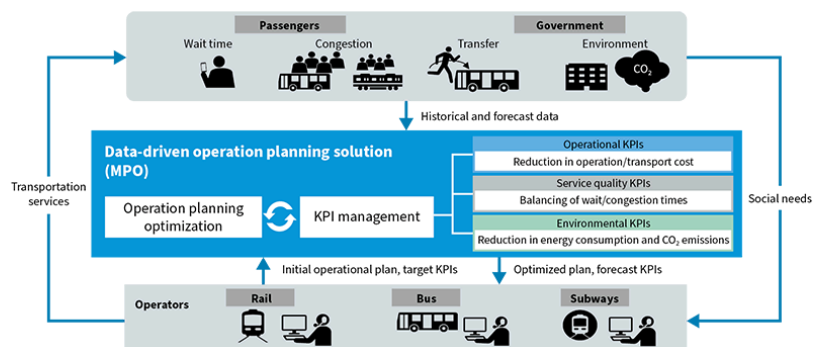 Passengers
Government
Wait time
Congestion
Transfer
Environment
CO₂
Historical and forecast data
Data-driven operation planning solution
(MPO)
Operational KPIs
Reduction in operation/transport cost
Service quality KPIs
Balancing of wait/congestion times
Environmental KPIs
Reduction in energy consumption and CO₂ emissions
Operation planning
optimization
KPI management
Transportation
services
Social needs
Initial operational plan, target KPIs
Optimized plan, forecast KPIs
Operators
Rail
Bus
Subways